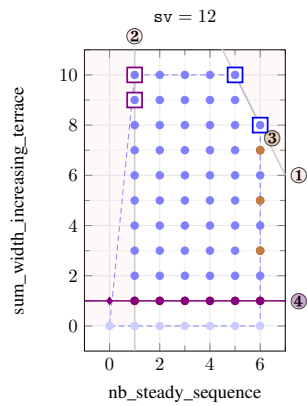 sv = 12
②
10
8
③
6
①
4
2
④
0
0 2 4 6
sum_width_increasing_terrace
nb_steady_sequence